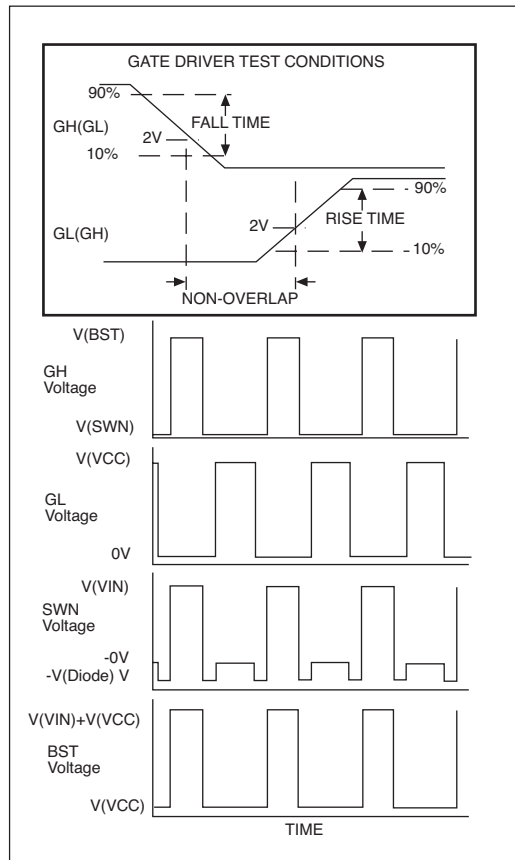 GATE DRIVER TEST CONDITIONS
90%
FALL TIME
GH(GL)
2V
10%
90%
RISE TIME
2V
GL(GH)
10%
NON-OVERLAP
V(BST)
GH
Voltage
V(SWN)
V(VCC)
GL
Voltage
0V
V(VIN)
SWN
Voltage
-0V
-V(Diode) V
V(VIN)+V(VCC)
BST
Voltage
V(VCC)
TIME